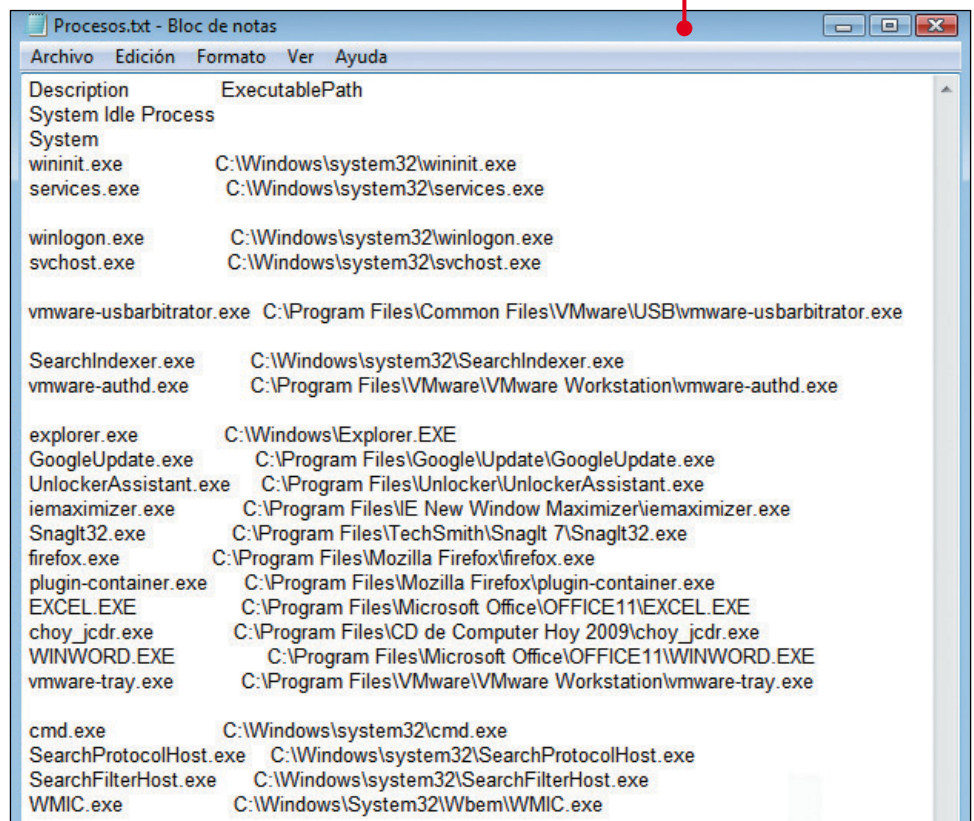 Procesos.txt - Bloc de notas
Archivo Edición Formato Ver Ayuda
Description ExecutablePath
System Idle Process
System
wininit.exe C:\Windows\system32\wininit.exe
services.exe C:\Windows\system32\services.exe
winlogon.exe C:\Windows\system32\winlogon.exe
svchost.exe C:\Windows\system32\svchost.exe
vmware-usbarbitrator.exe C:\Program Files\Common Files\VMware\USB\vmware-usbarbitrator.exe
SearchIndexer.exe C:\Windows\system32\SearchIndexer.exe
vmware-authd.exe C:\Program Files\VMware\VMware Workstation\vmware-authd.exe
explorer.exe C:\Windows\Explorer.EXE
GoogleUpdate.exe C:\Program Files\Google\Update\GoogleUpdate.exe
UnlockerAssistant.exe C:\Program Files\Unlocker\UnlockerAssistant.exe
iemaximizer.exe C:\Program Files\IE New Window Maximizer\iemaximizer.exe
SnagIt32.exe C:\Program Files\TechSmith\SnagIt 7\SnagIt32.exe
firefox.exe C:\Program Files\Mozilla Firefox\firefox.exe
plugin-container.exe C:\Program Files\Mozilla Firefox\plugin-container.exe
EXCEL.EXE C:\Program Files\Microsoft Office\OFFICE11\EXCEL.EXE
choy_jcdr.exe C:\Program Files\CD de Computer Hoy 2009\choy_jcdr.exe
WINWORD.EXE C:\Program Files\Microsoft Office\OFFICE11\WINWORD.EXE
vmware-tray.exe C:\Program Files\VMware\VMware Workstation\vmware-tray.exe
cmd.exe C:\Windows\system32\cmd.exe
SearchProtocolHost.exe C:\Windows\system32\SearchProtocolHost.exe
SearchFilterHost.exe C:\Windows\system32\SearchFilterHost.exe
WMIC.exe C:\Windows\System32\Wbem\WMIC.exe